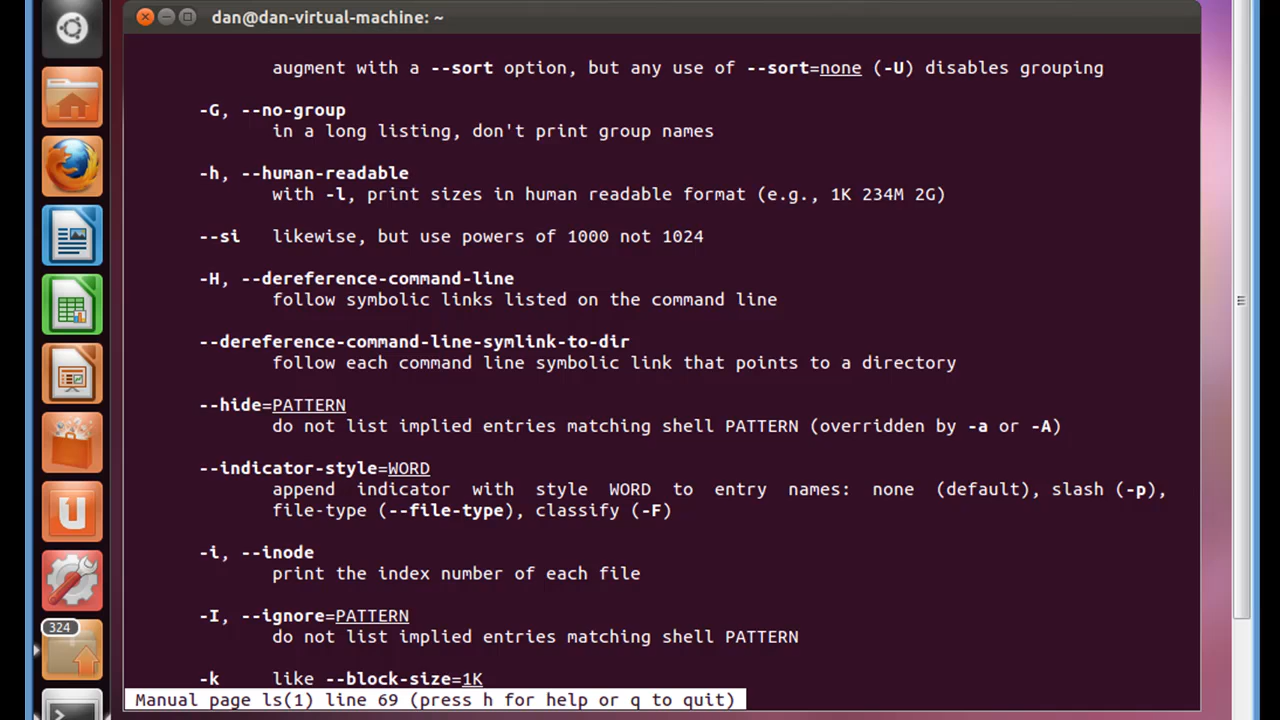 dan@dan-virtual-machine: ~
augment with a --sort option, but any use of --sort=none (-U) disables grouping
-G, --no-group
in a long listing, don't print group names
-h, --human-readable
with -l, print sizes in human readable format (e.g., 1K 234M 2G)
--si likewise, but use powers of 1000 not 1024
-H, --dereference-command-line
follow symbolic links listed on the command line
--dereference-command-line-symlink-to-dir
follow each command line symbolic link that points to a directory
--hide=PATTERN
do not list implied entries matching shell PATTERN (overridden by -a or -A)
--indicator-style=WORD
append indicator with style WORD to entry names: none (default), slash (-p),
file-type (--file-type), classify (-F)
-i, --inode
print the index number of each file
-I, --ignore=PATTERN
do not list implied entries matching shell PATTERN
-k like --block-size=1K
Manual page ls(1) line 69 (press h for help or q to quit)
324